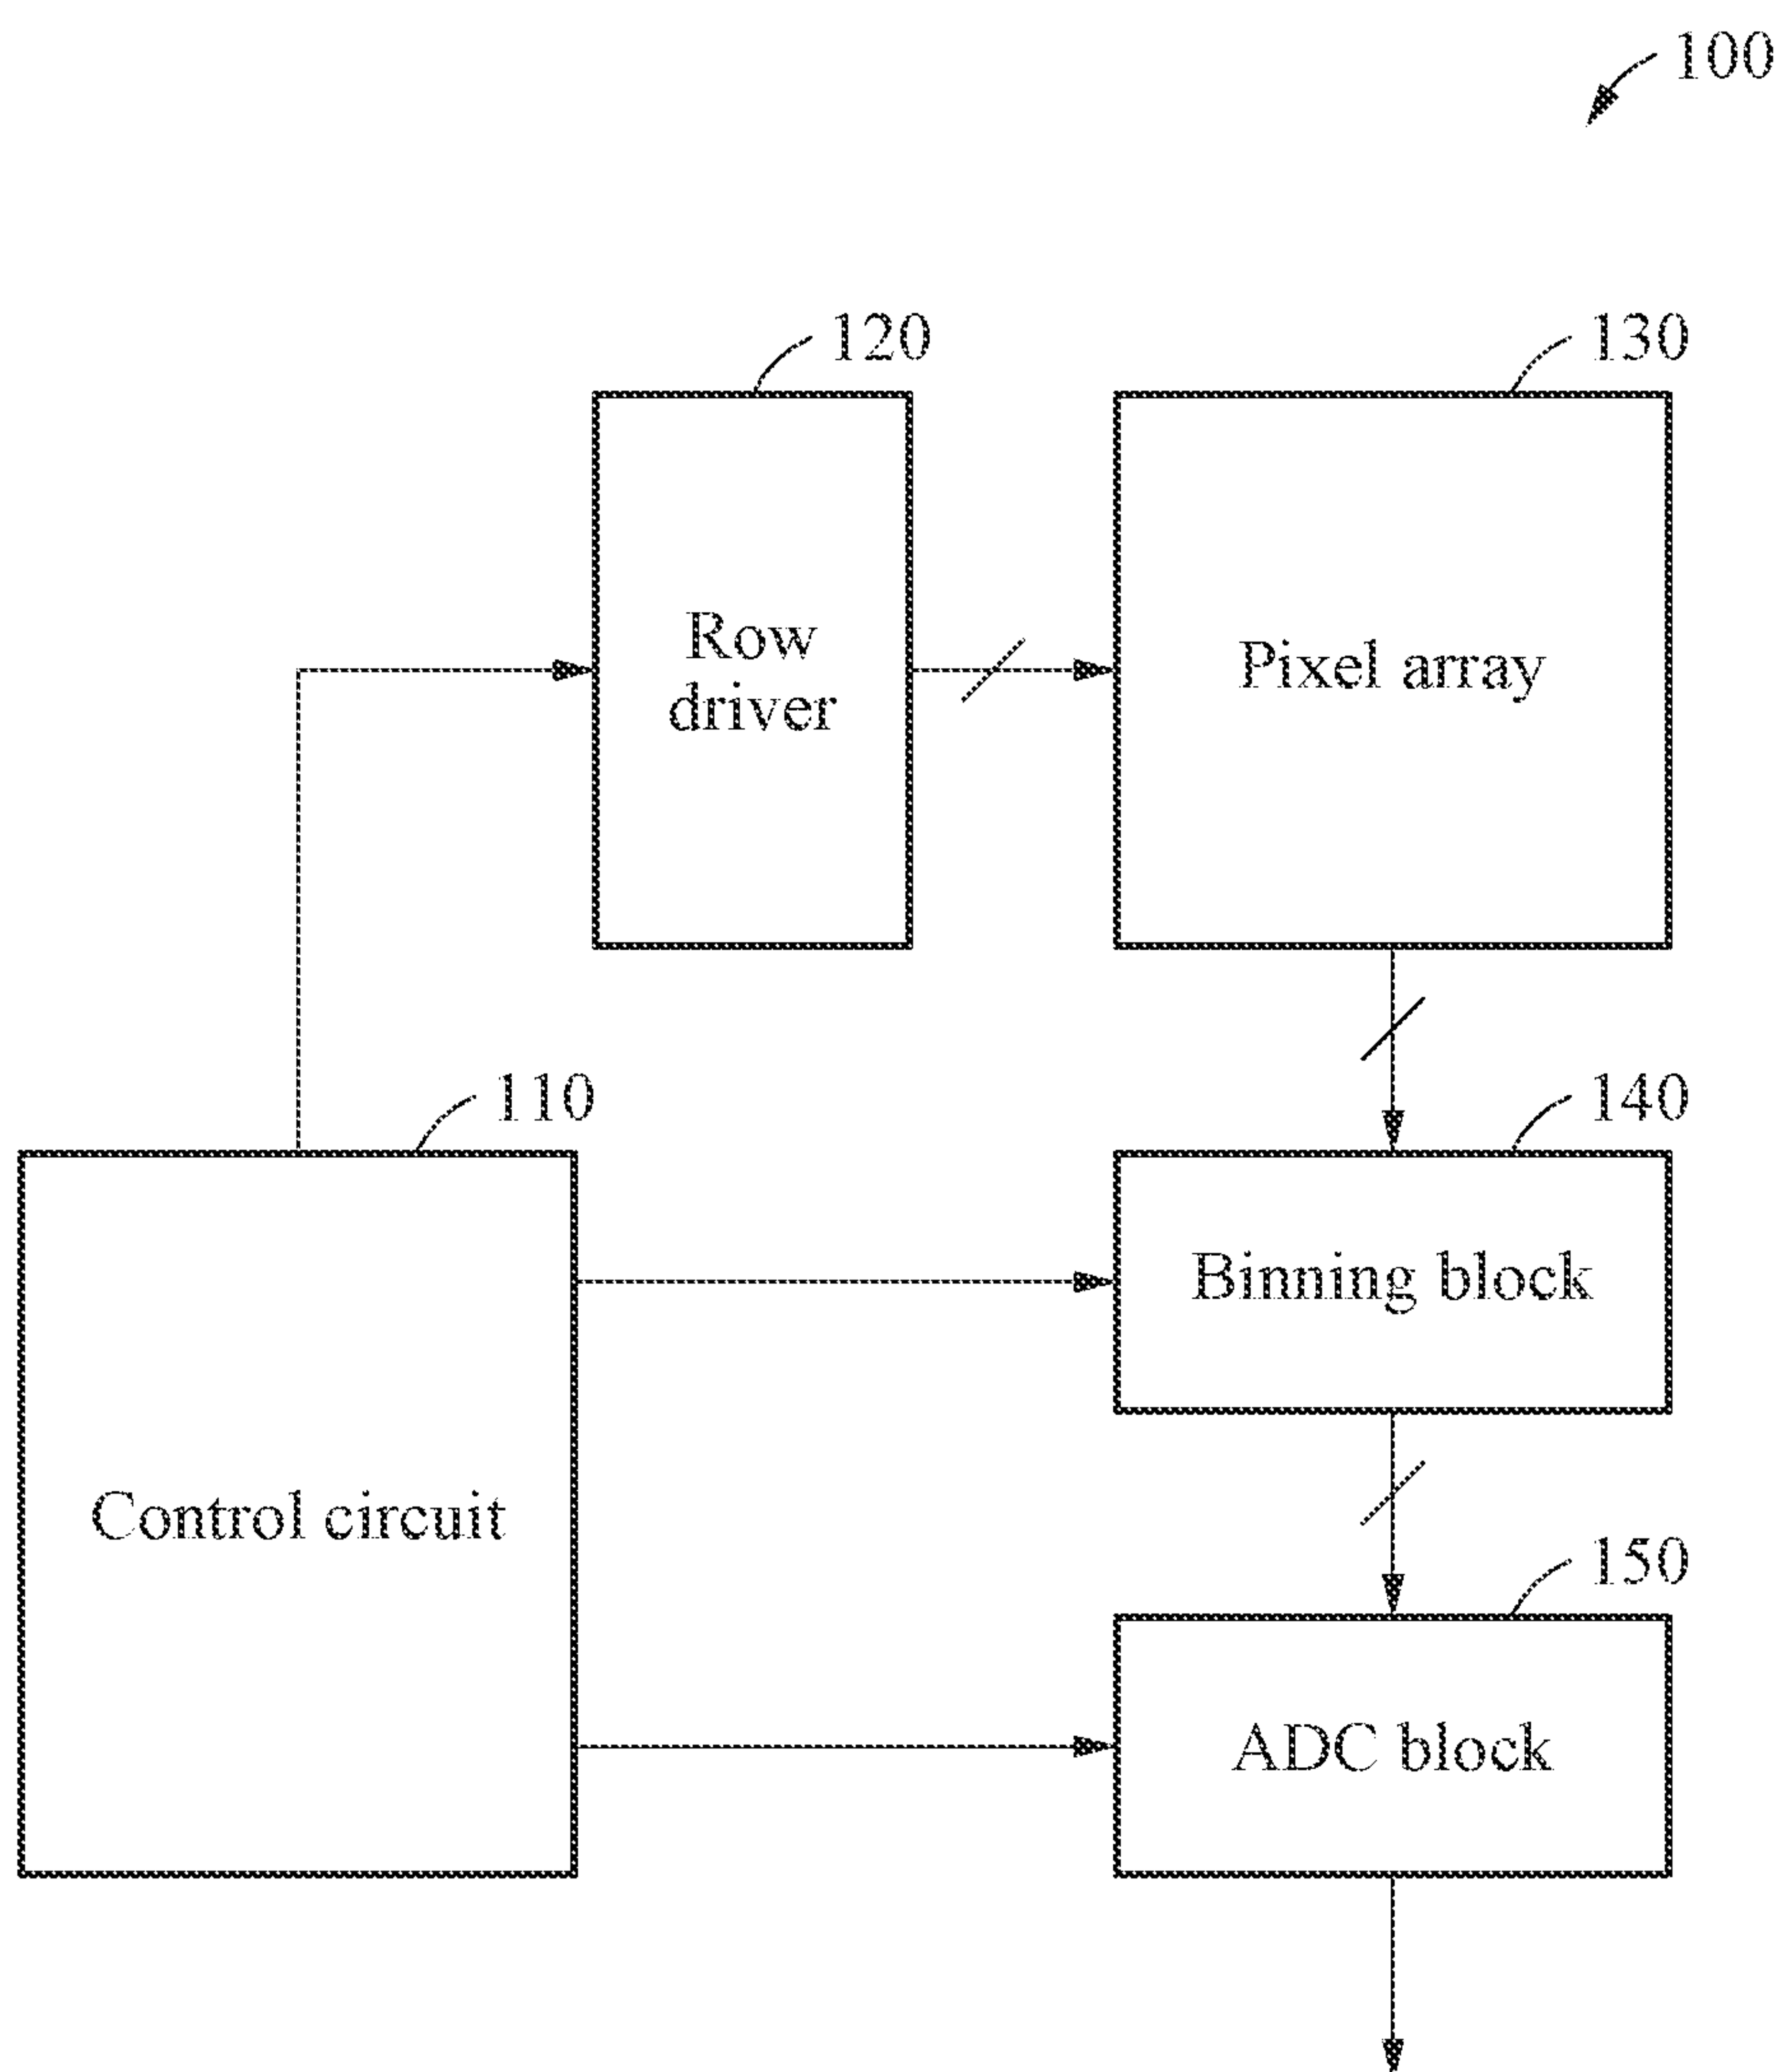 100
120
130
Row
driver
Pixel array
110
140
Binning block
Control circuit
150
ADC block